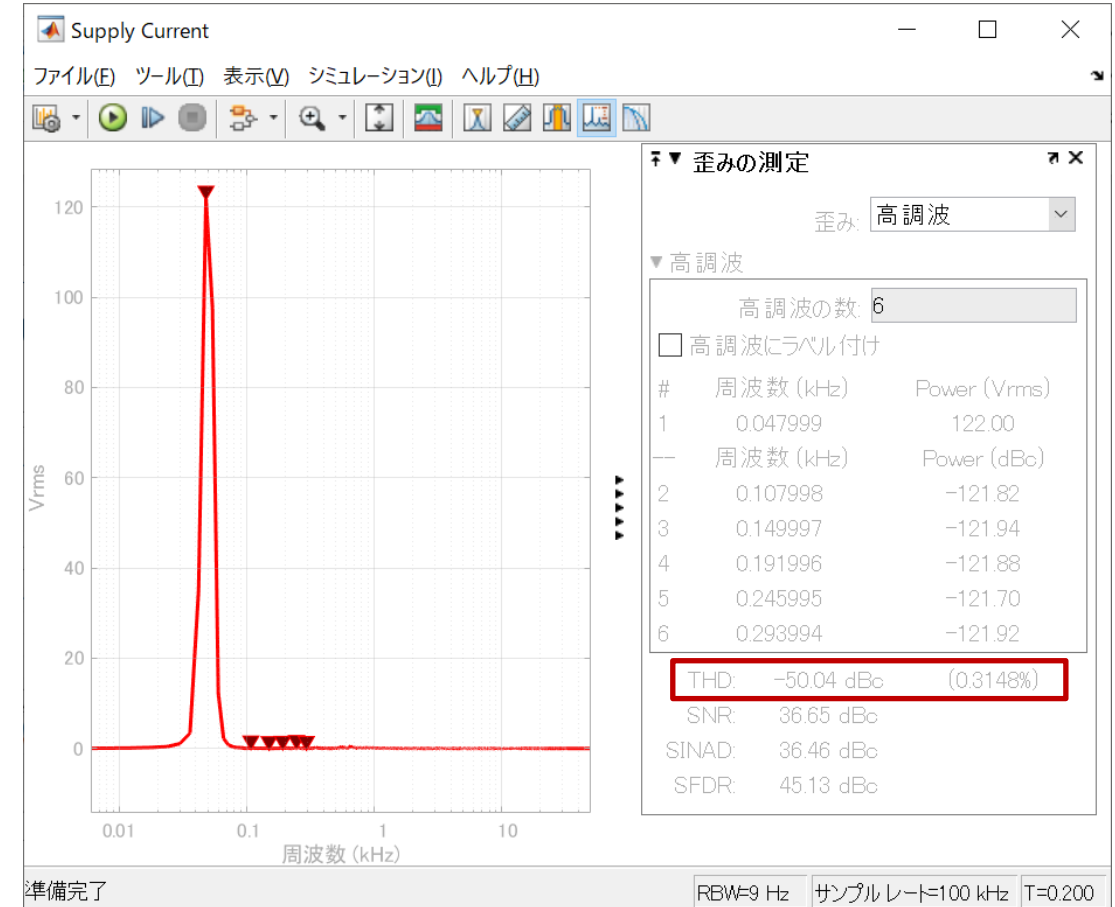 Supply Current
ファイル(F) ツール(T) 表示(V) シミュレーション(I) ヘルプ(H)
120
100
80
60
40
20
0
Vrms
0.01 0.1 1 10
周波数 (kHz)
歪みの測定
歪み: 高調波
高調波
高調波の数: 6
高調波にラベル付け
# 周波数 (kHz) Power (Vrms)
1 0.047999 122.00
-- 周波数 (kHz) Power (dBc)
2 0.107998 -121.82
3 0.149997 -121.94
4 0.191996 -121.88
5 0.245995 -121.70
6 0.293994 -121.92
THD: -50.04 dBc (0.3148%)
SNR: 36.65 dBc
SINAD: 36.46 dBc
SFDR: 45.13 dBc
準備完了 RBW=9 Hz サンプル レート=100 kHz T=0.200